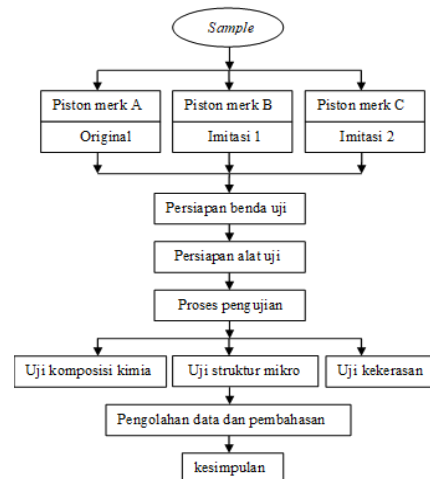 Sample
Piston merk A
Original
Piston merk B
Imitasi 1
Piston merk C
Imitasi 2
Persiapan benda uji
Persiapan alat uji
Proses pengujian
Uji komposisi kimia
Uji struktur mikro
Uji kekerasan
Pengolahan data dan pembahasan
kesimpulan